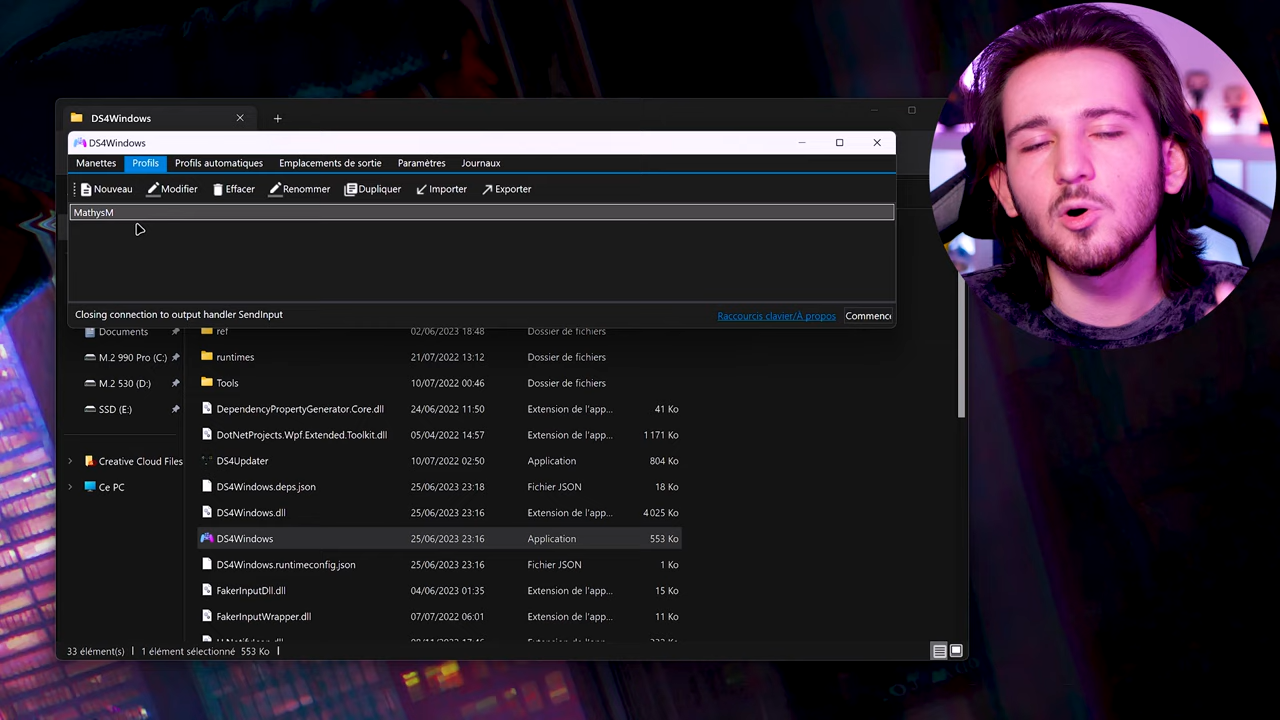 DS4Windows
DS4Windows
Manettes Profils Profils automatiques Emplacements de sortie Paramètres Journaux
Nouveau Modifier Effacer Renommer Dupliquer Importer Exporter
MathysM
Closing connection to output handler SendInput Raccourcis clavier/À propos Commenc
Documents ref 02/06/2023 18:48 Dossier de fichiers
M.2 990 Pro (C:) runtimes 21/07/2022 13:12 Dossier de fichiers
M.2 530 (D:) Tools 10/07/2022 00:46 Dossier de fichiers
SSD (E:) DependencyPropertyGenerator.Core.dll 24/06/2022 11:50 Extension de l'app... 41 Ko
DotNetProjects.Wpf.Extended.Toolkit.dll 05/04/2022 14:57 Extension de l'app... 1 171 Ko
Creative Cloud Files DS4Updater 10/07/2022 02:50 Application 804 Ko
Ce PC DS4Windows.deps.json 25/06/2023 23:18 Fichier JSON 18 Ko
DS4Windows.dll 25/06/2023 23:16 Extension de l'app... 4 025 Ko
DS4Windows 25/06/2023 23:16 Application 553 Ko
DS4Windows.runtimeconfig.json 25/06/2023 23:16 Fichier JSON 1 Ko
FakerInputDll.dll 04/06/2023 01:35 Extension de l'app... 15 Ko
FakerInputWrapper.dll 07/07/2022 06:01 Extension de l'app... 11 Ko
33 élément(s) 1 élément sélectionné 553 Ko